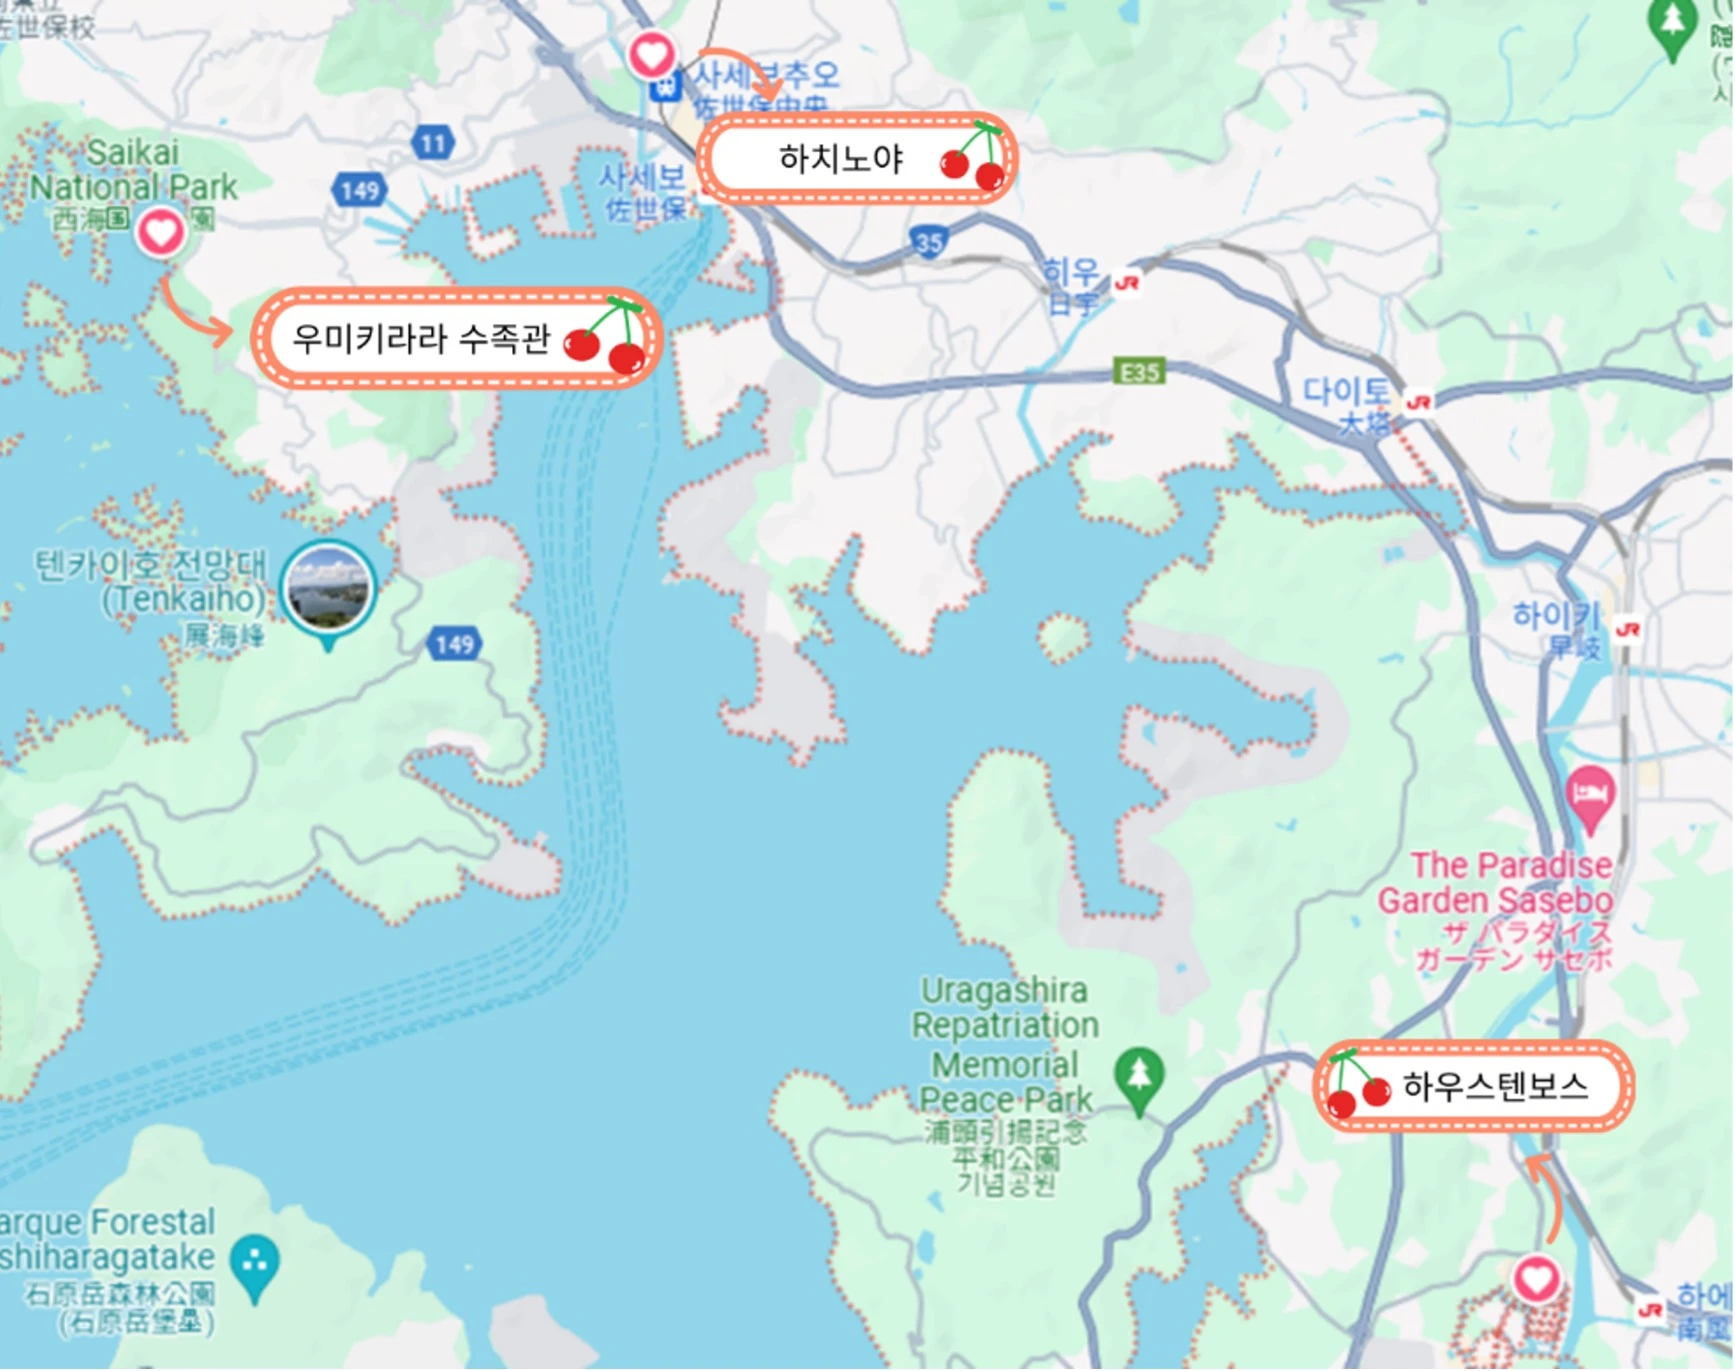 佐世保校
사세보추오
佐世保中央
하치노야
11
149
Saikai
National Park
西海国
園
사세보
佐世保
35
히우
日宇
JR
우미키라라 수족관
E35
다이토
大塔
JR
텐카이호 전망대
(Tenkaiho)
展海峰
149
하이키
早岐
JR
The Paradise
Garden Sasebo
ザ パラダイス
ガーデン サセボ
Uragashira
Repatriation
Memorial
Peace Park
浦頭引揚記念
平和公園
기념공원
하우스텐보스
arque Forestal
shiharagatake
石原岳森林公園
(石原岳堡塁)
JR
하에
南風